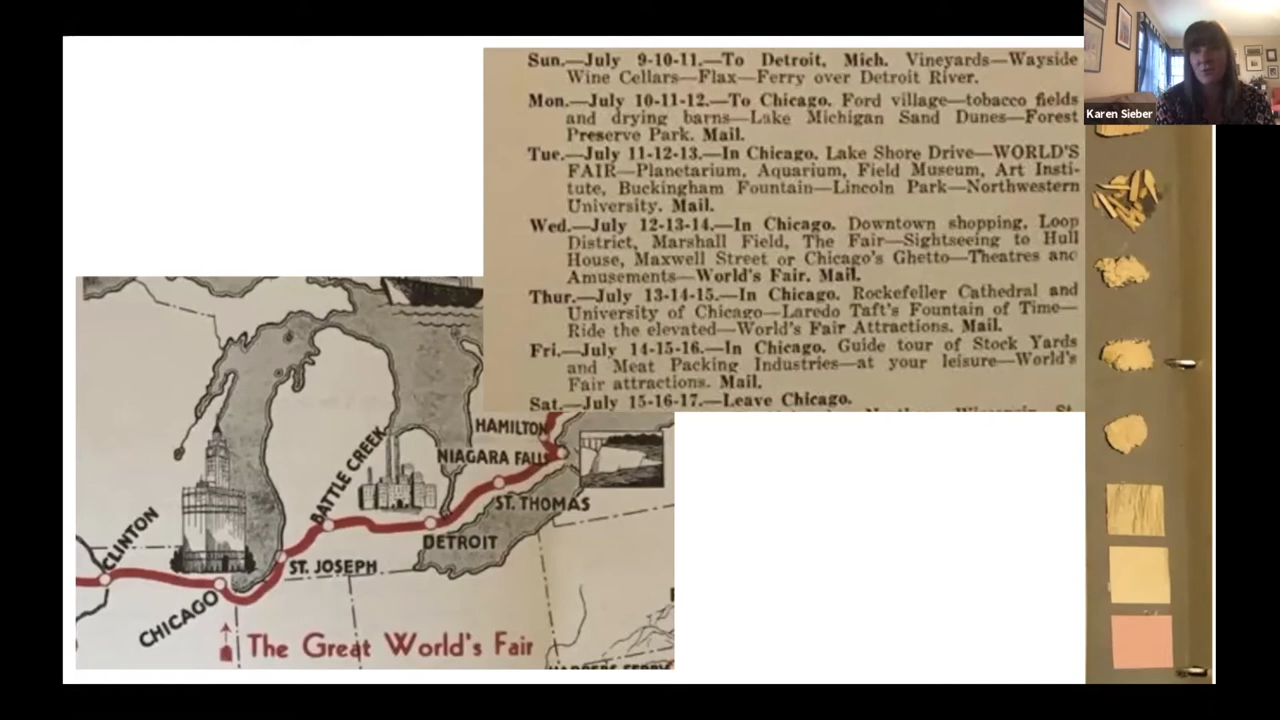 Sun.—July 9-10-11.—To Detroit, Mich. Vineyards—Wayside
Wine Cellars—Flax—Ferry over Detroit River.
Mon.—July 10-11-12.—To Chicago. Ford village—tobacco fields
and drying barns—Lake Michigan Sand Dunes—Forest
Preserve Park. Mail.
Tue.—July 11-12-13.—In Chicago. Lake Shore Drive—WORLD'S
FAIR—Planetarium, Aquarium, Field Museum, Art Insti-
tute, Buckingham Fountain—Lincoln Park—Northwestern
University. Mail.
Wed.—July 12-13-14.—In Chicago. Downtown shopping, Loop
District, Marshall Field, The Fair—Sightseeing to Hull
House, Maxwell Street or Chicago's Ghetto—Theatres and
Amusements—World's Fair. Mail.
Thur.—July 13-14-15.—In Chicago. Rockefeller Cathedral and
University of Chicago—Laredo Taft's Fountain of Time—
Ride the elevated—World's Fair Attractions. Mail.
Fri.—July 14-15-16.—In Chicago. Guide tour of Stock Yards
and Meat Packing Industries—at your leisure—World's
Fair attractions. Mail.
Sat.—July 15-16-17.—Leave Chicago.
Karen Sieber
HAMILTON
NIAGARA FALLS
BATTLE CREEK
ST. THOMAS
DETROIT
CLINTON
ST. JOSEPH
CHICAGO
The Great World's Fair